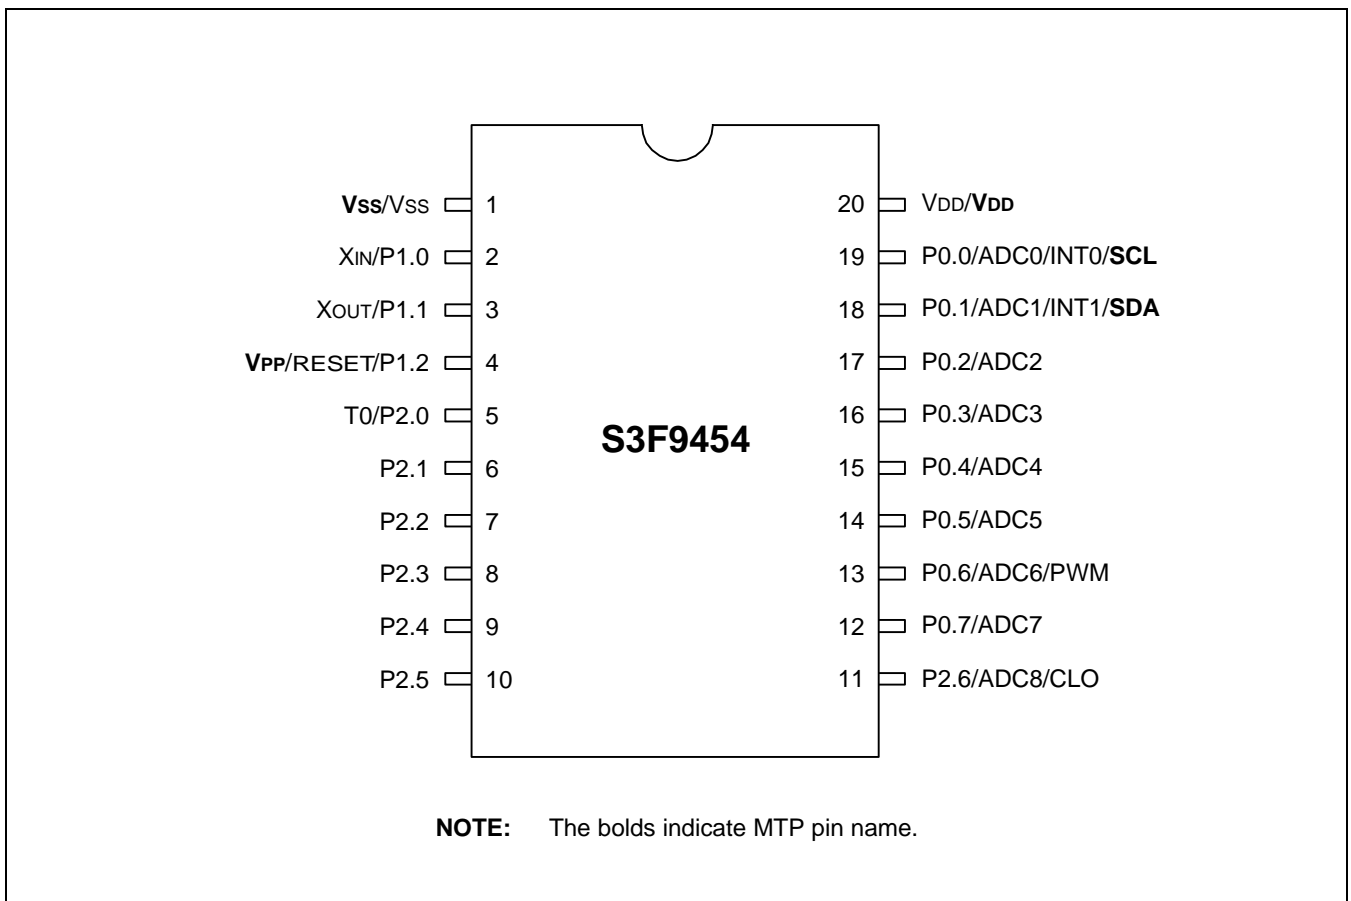 Vss/Vss 1 20 VDD/VDD
XIN/P1.0 2 19 P0.0/ADC0/INT0/SCL
XOUT/P1.1 3 18 P0.1/ADC1/INT1/SDA
VPP/RESET/P1.2 4 17 P0.2/ADC2
T0/P2.0 5 16 P0.3/ADC3
S3F9454
P2.1 6 15 P0.4/ADC4
P2.2 7 14 P0.5/ADC5
P2.3 8 13 P0.6/ADC6/PWM
P2.4 9 12 P0.7/ADC7
P2.5 10 11 P2.6/ADC8/CLO
NOTE: The bolds indicate MTP pin name.